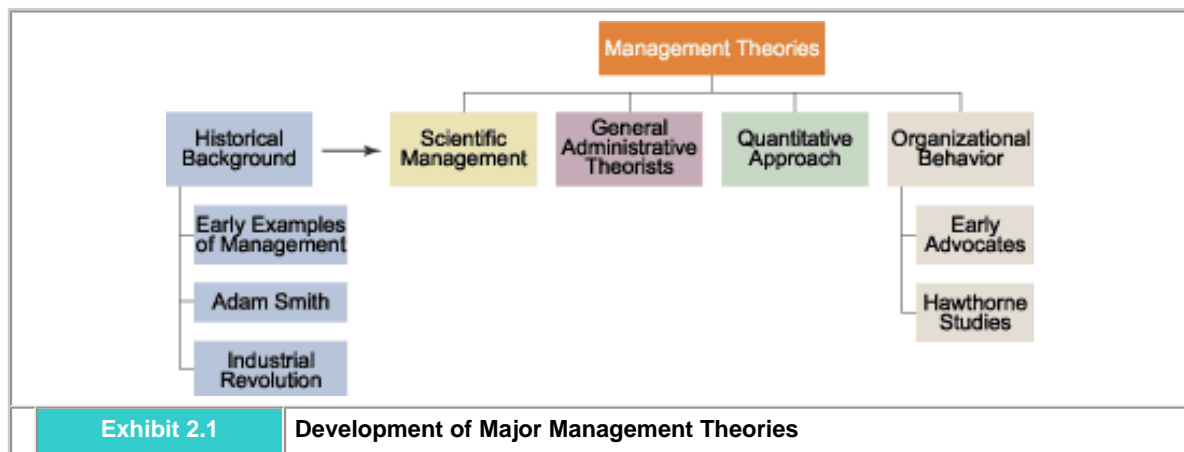 Management Theories
Historical
Background
Scientific
Management
General
Administrative
Theorists
Quantitative
Approach
Organizational
Behavior
Early Examples
of Management
Adam Smith
Industrial
Revolution
Early
Advocates
Hawthorne
Studies
Exhibit 2.1
Development of Major Management Theories